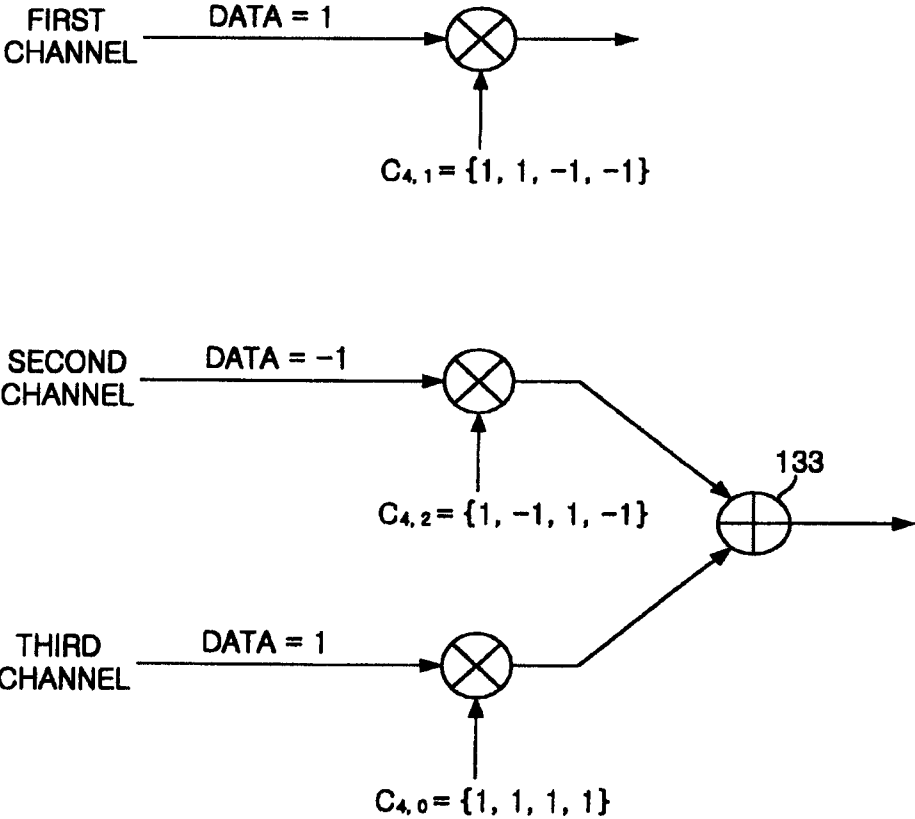 FIRST
CHANNEL
DATA = 1
C4, 1 = {1, 1, -1, -1}
SECOND
CHANNEL
DATA = -1
C4, 2 = {1, -1, 1, -1}
133
THIRD
CHANNEL
DATA = 1
C4, 0 = {1, 1, 1, 1}